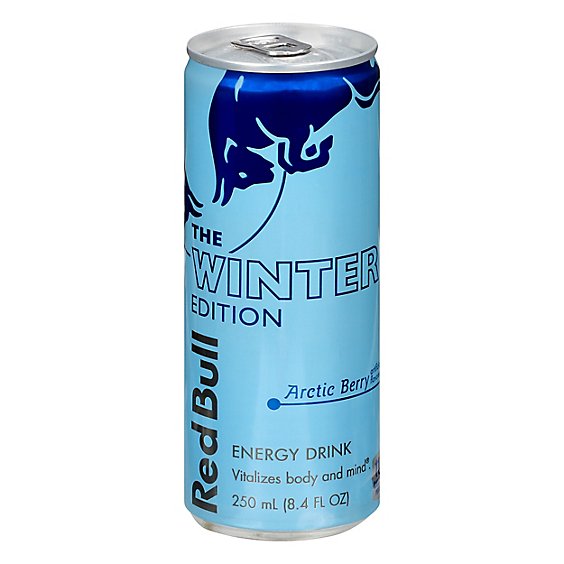 THE
WINTER
EDITION
Red Bull
Arctic Berry
ENERGY DRINK
Vitalizes body and mind®.
250 mL (8.4 FL OZ)